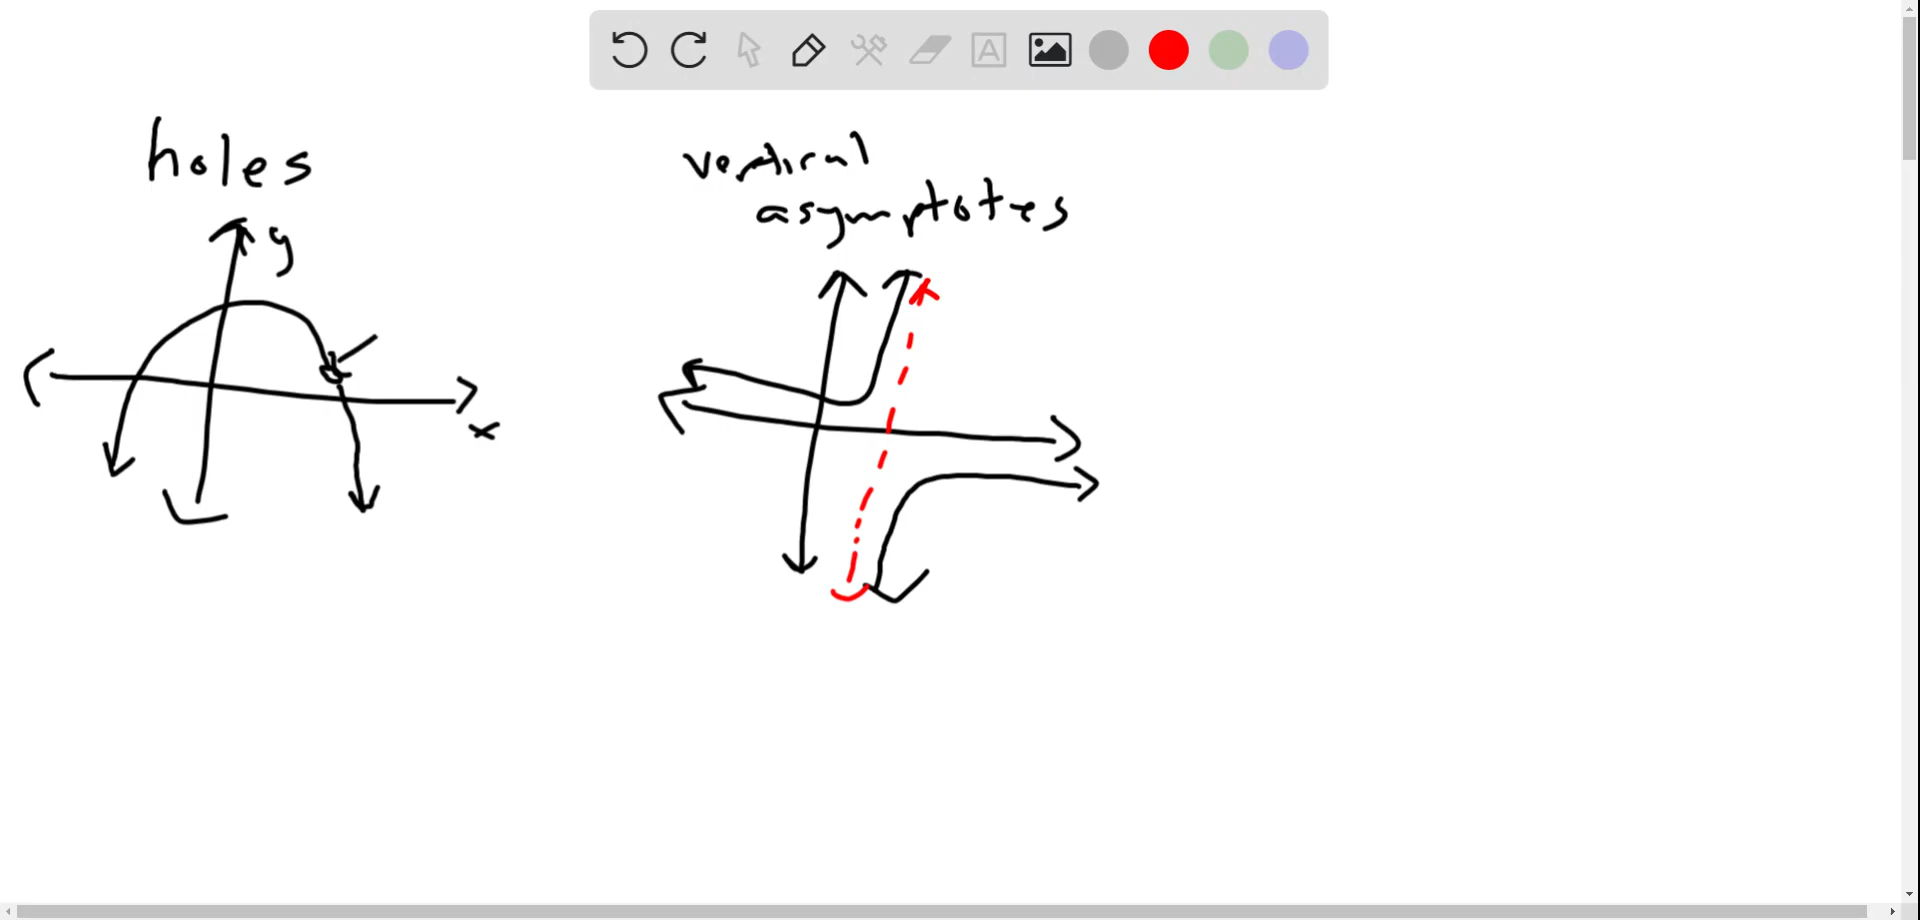 holes
vertical
asymptotes
y
x